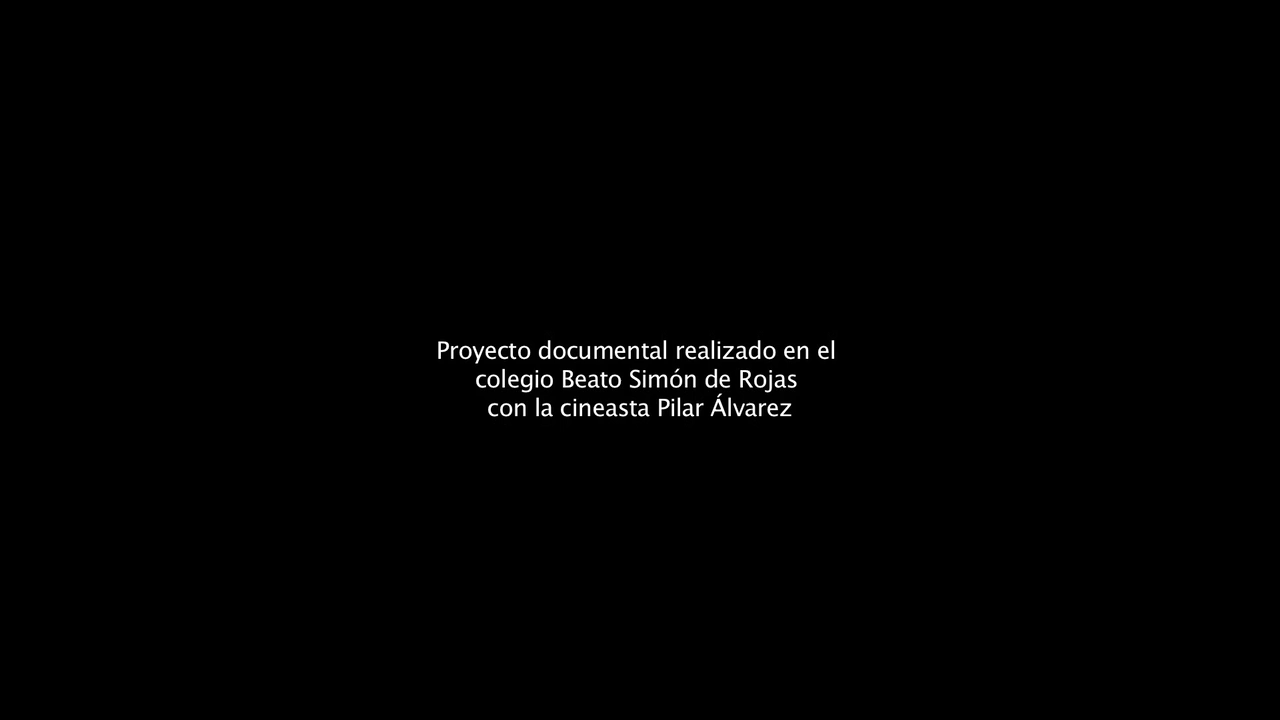 Proyecto documental realizado en el
colegio Beato Simón de Rojas
con la cineasta Pilar Álvarez